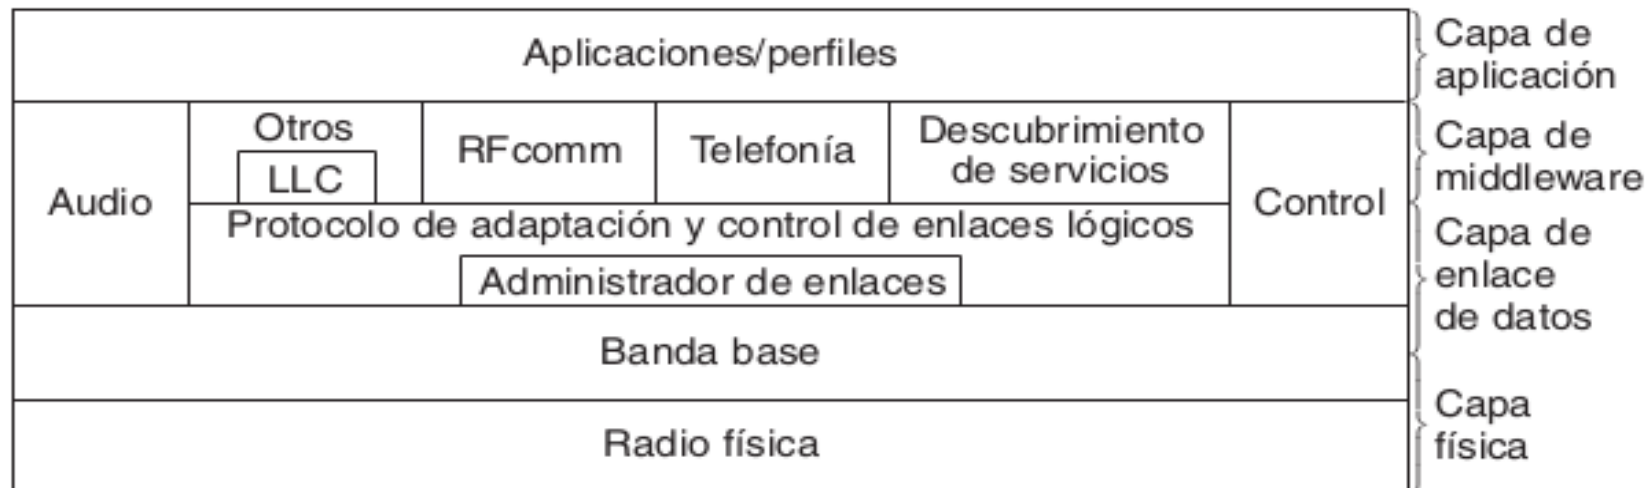 Aplicaciones/perfiles
Capa de
aplicación
Audio
Otros
LLC
RFcomm
Telefonía
Descubrimiento
de servicios
Control
Capa de
middleware
Protocolo de adaptación y control de enlaces lógicos
Administrador de enlaces
Capa de
enlace
de datos
Banda base
Radio física
Capa
física